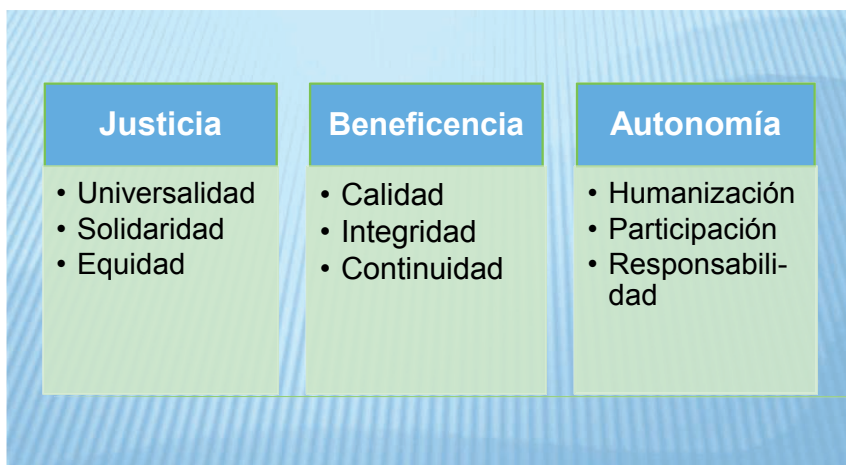 Justicia
• Universalidad
• Solidaridad
• Equidad
Beneficencia
• Calidad
• Integridad
• Continuidad
Autonomía
• Humanización
• Participación
• Responsabili-
dad